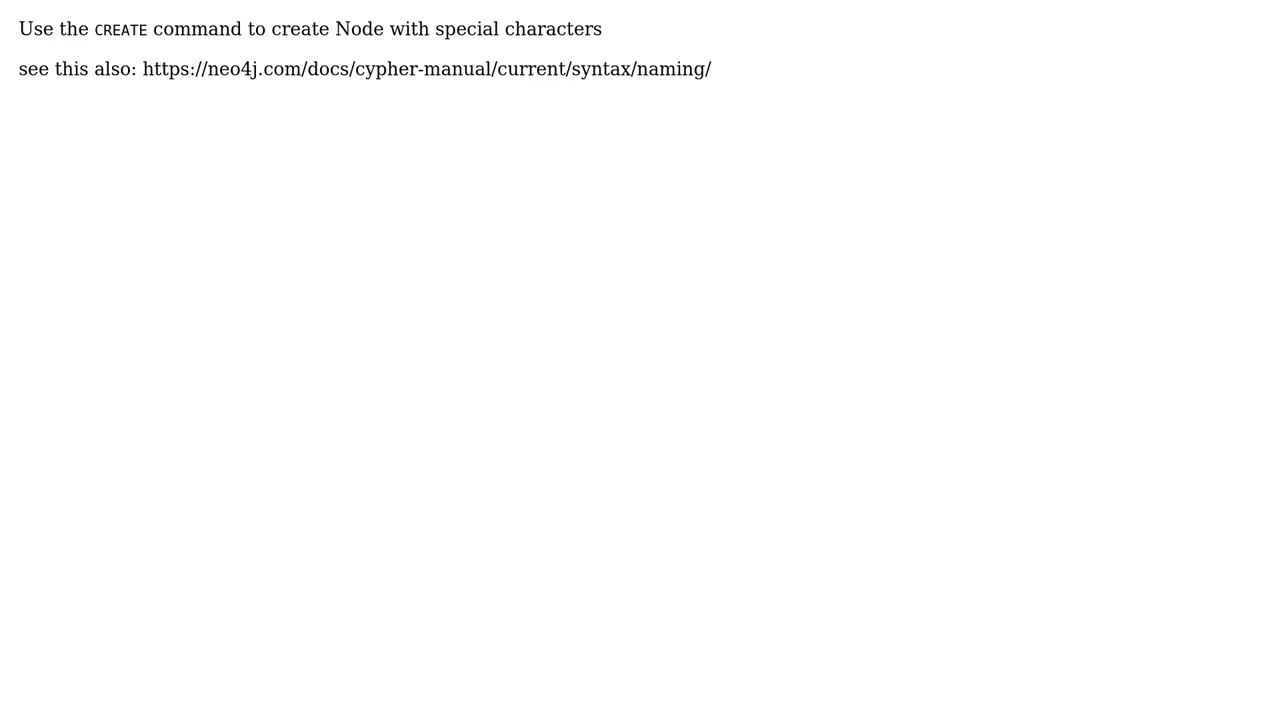 Use the CREATE command to create Node with special characters
see this also: https://neo4j.com/docs/cypher-manual/current/syntax/naming/